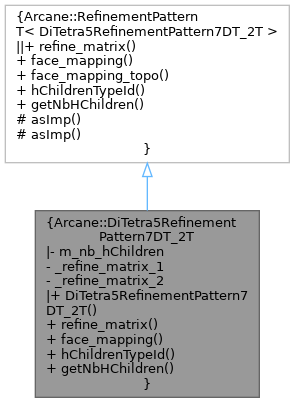 {Arcane::RefinementPattern
T< DiTetra5RefinementPattern7DT_2T >
||+ refine_matrix()
+ face_mapping()
+ face_mapping_topo()
+ hChildrenTypeId()
+ getNbHChildren()
# asImp()
# asImp()
}
{Arcane::DiTetra5Refinement
Pattern7DT_2T
|- m_nb_hChildren
- _refine_matrix_1
- _refine_matrix_2
|+ DiTetra5RefinementPattern7
DT_2T()
+ refine_matrix()
+ face_mapping()
+ hChildrenTypeId()
+ getNbHChildren()
}